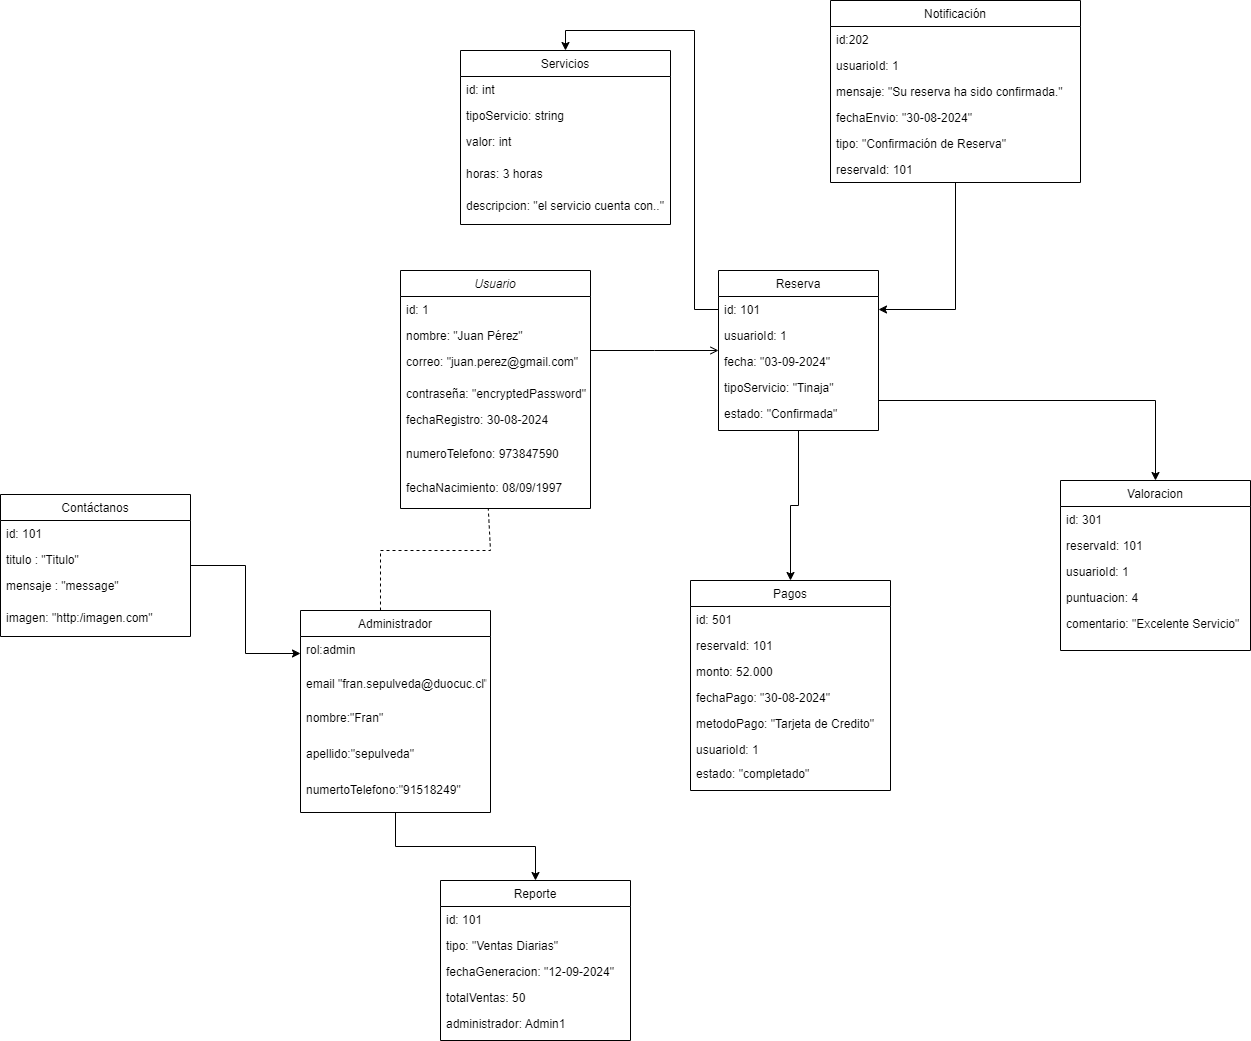 Notificación
id:202
usuarioId: 1
mensaje: "Su reserva ha sido confirmada."
fechaEnvio: "30-08-2024"
tipo: "Confirmación de Reserva"
reservaId: 101
Servicios
id: int
tipoServicio: string
valor: int
horas: 3 horas
descripcion: "el servicio cuenta con.."
Usuario
id: 1
nombre: "Juan Pérez"
correo: "juan.perez@gmail.com"
contraseña: "encryptedPassword"
fechaRegistro: 30-08-2024
numeroTelefono: 973847590
fechaNacimiento: 08/09/1997
Reserva
id: 101
usuarioId: 1
fecha: "03-09-2024"
tipoServicio: "Tinaja"
estado: "Confirmada"
Contáctanos
id: 101
titulo : "Titulo"
mensaje : "message"
imagen: "http:/imagen.com"
Valoracion
id: 301
reservaId: 101
usuarioId: 1
puntuacion: 4
comentario: "Excelente Servicio"
Pagos
id: 501
reservaId: 101
monto: 52.000
fechaPago: "30-08-2024"
metodoPago: "Tarjeta de Credito"
usuarioId: 1
estado: "completado"
Administrador
rol:admin
email "fran.sepulveda@duocuc.cl"
nombre:"Fran"
apellido:"sepulveda"
numertoTelefono:"91518249"
Reporte
id: 101
tipo: "Ventas Diarias"
fechaGeneracion: "12-09-2024"
totalVentas: 50
administrador: Admin1